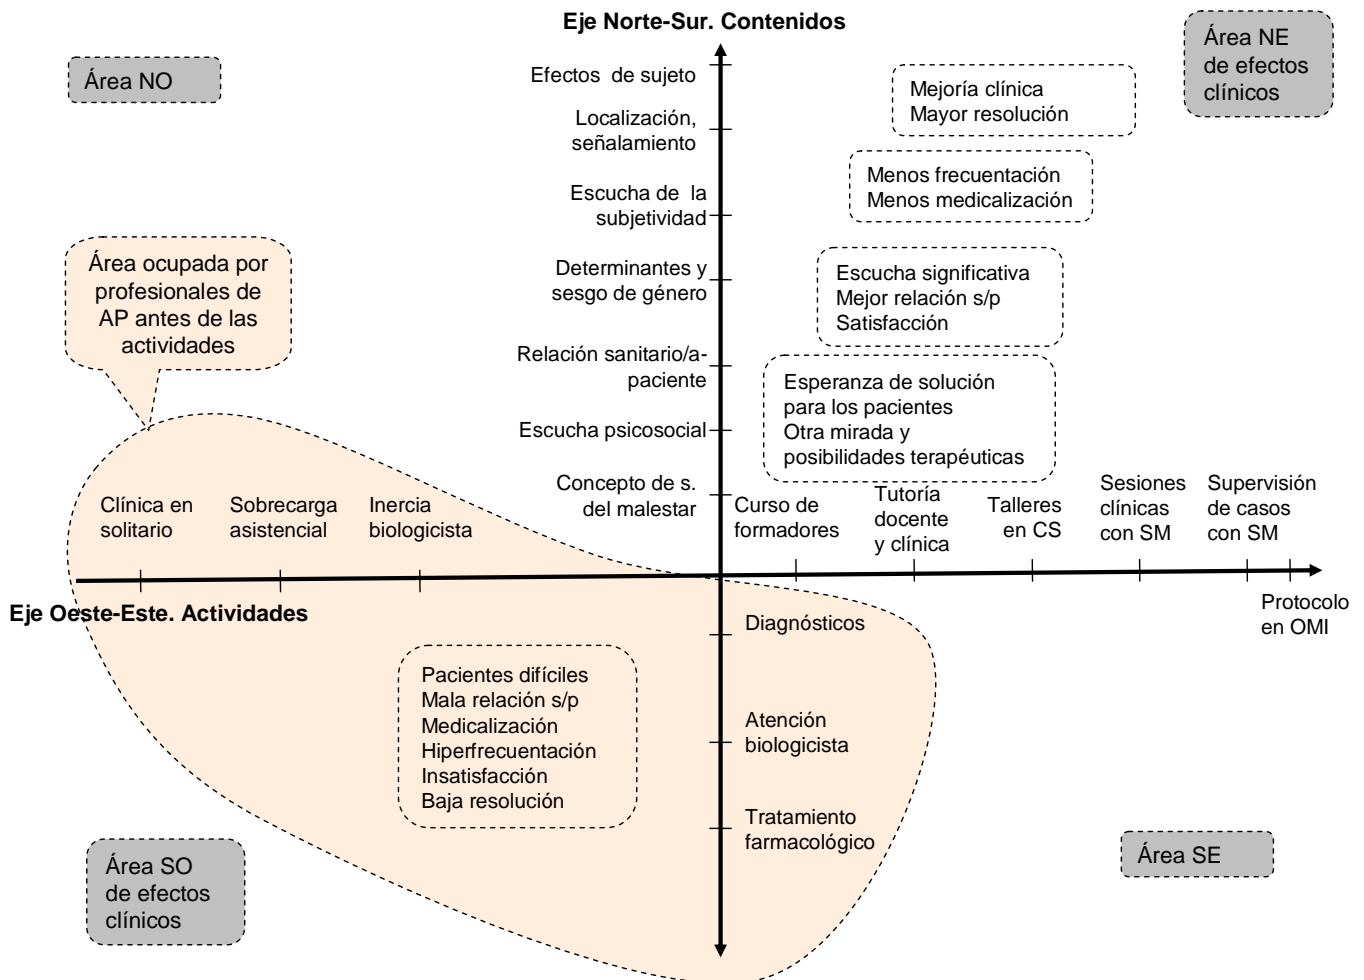 Eje Norte-Sur. Contenidos
Área NO
Área NE
de efectos
clínicos
Efectos de sujeto
Localización,
señalamiento
Escucha de la
subjetividad
Determinantes y
sesgo de género
Relación sanitario/a-
paciente
Escucha psicosocial
Concepto de s.
del malestar
Mejoría clínica
Mayor resolución
Menos frecuentación
Menos medicalización
Escucha significativa
Mejor relación s/p
Satisfacción
Esperanza de solución
para los pacientes
Otra mirada y
posibilidades terapéuticas
Área ocupada por
profesionales de
AP antes de las
actividades
Clínica en
solitario
Sobrecarga
asistencial
Inercia
biologicista
Curso de
formadores
Tutoría
docente
y clínica
Talleres
en CS
Sesiones
clínicas
con SM
Supervisión
de casos
con SM
Protocolo
en OMI
Eje Oeste-Este. Actividades
Diagnósticos
Atención
biologicista
Tratamiento
farmacológico
Pacientes difíciles
Mala relación s/p
Medicalización
Hiperfrecuentación
Insatisfacción
Baja resolución
Área SO
de efectos
clínicos
Área SE